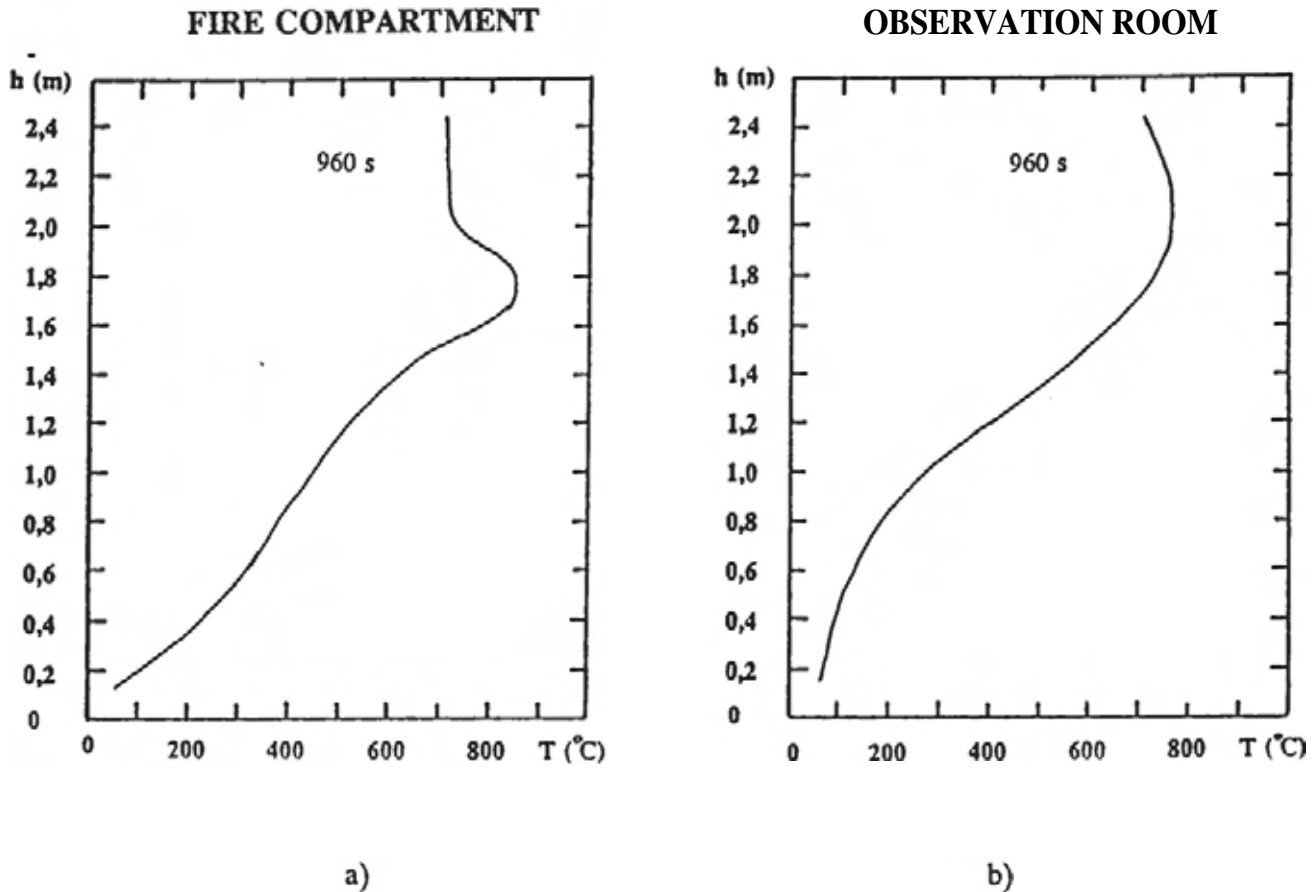 FIRE COMPARTMENT
h (m)
2,4
2,2
2,0
1,8
1,6
1,4
1,2
1,0
0,8
0,6
0,4
0,2
0
960 s
0 200 400 600 800 T (°C)
a)
OBSERVATION ROOM
h (m)
2,4
2,2
2,0
1,8
1,6
1,4
1,2
1,0
0,8
0,6
0,4
0,2
0
960 s
0 200 400 600 800 T (°C)
b)